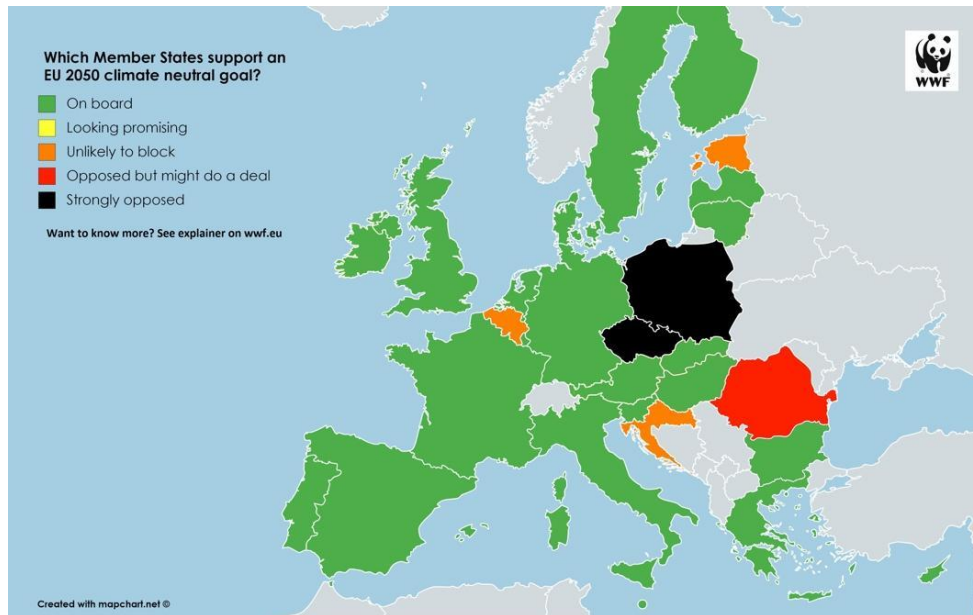 Which Member States support an
EU 2050 climate neutral goal?
On board
Looking promising
Unlikely to block
Opposed but might do a deal
Strongly opposed
Want to know more? See explainer on wwf.eu
WWF
Created with mapchart.net ©